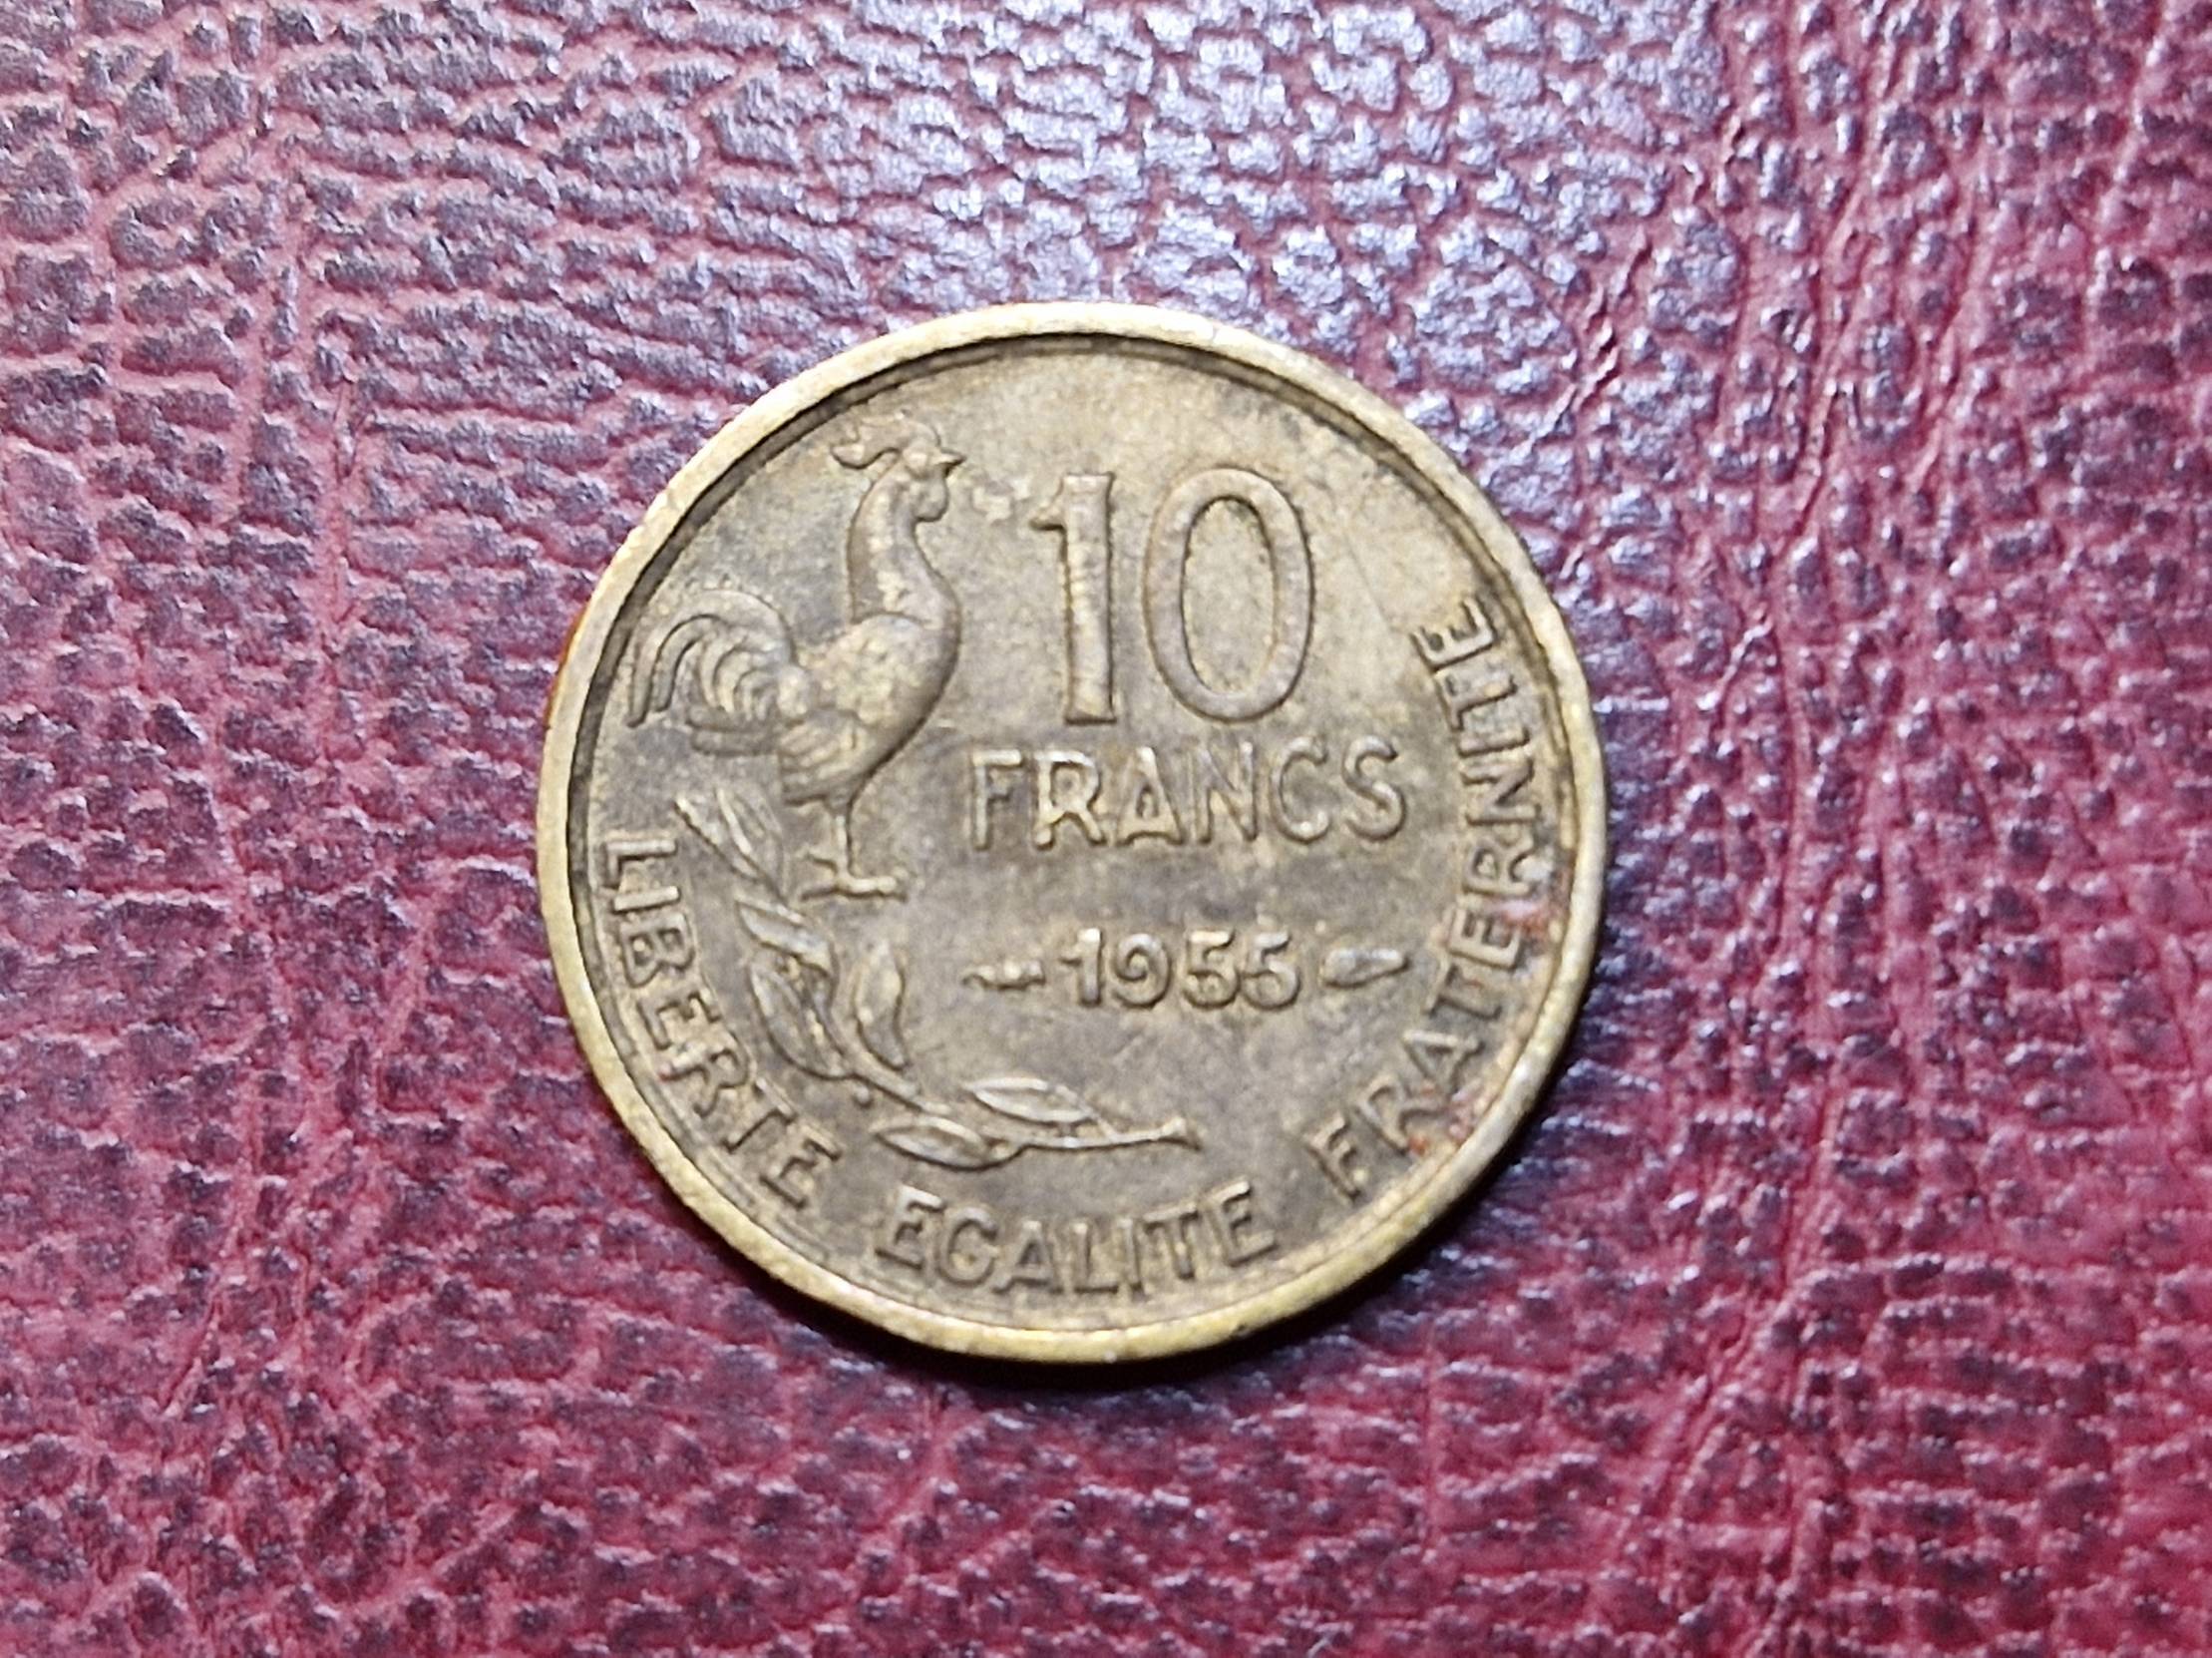 10
FRANCS
1955
LIBERTE EGALITE FRATERNITE